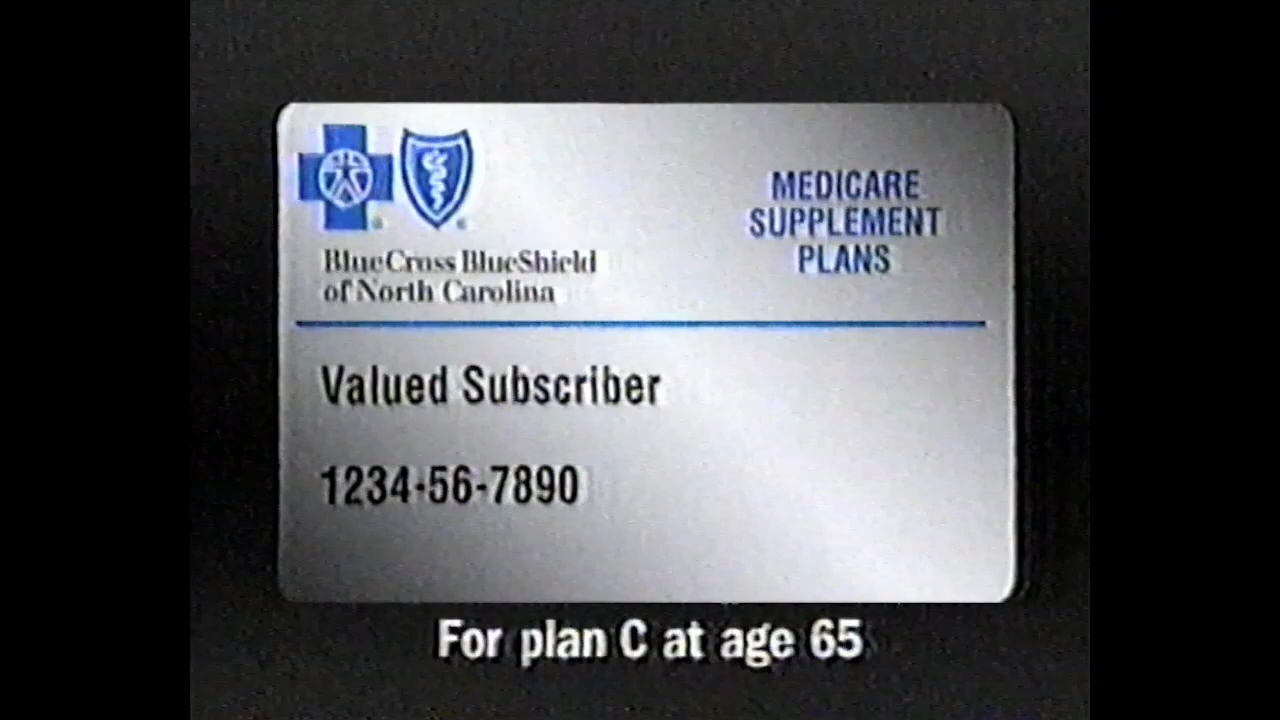 MEDICARE
SUPPLEMENT
PLANS
BlueCross BlueShield
of North Carolina
Valued Subscriber
1234-56-7890
For plan C at age 65